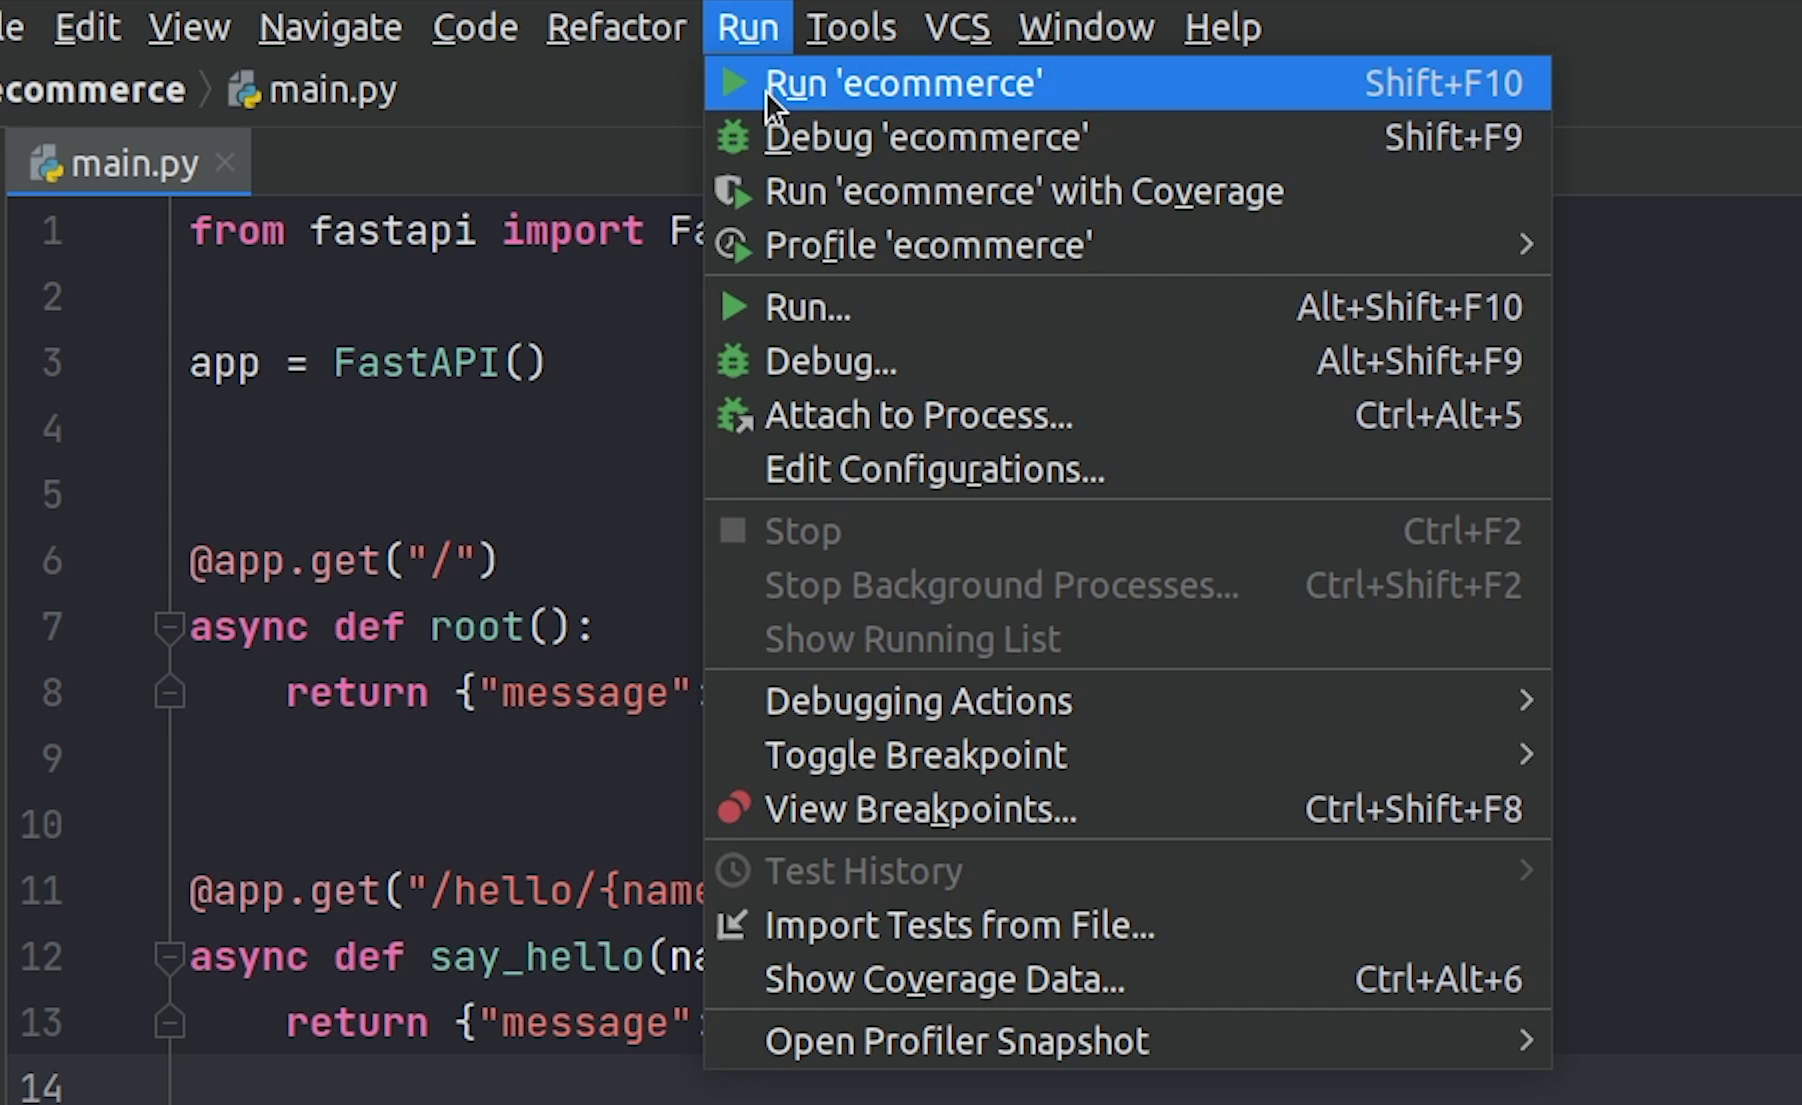 le Edit View Navigate Code Refactor Run Tools VCS Window Help
ecommerce main.py
main.py
Run 'ecommerce' Shift+F10
Debug 'ecommerce' Shift+F9
Run 'ecommerce' with Coverage
Profile 'ecommerce'
Run... Alt+Shift+F10
Debug... Alt+Shift+F9
Attach to Process... Ctrl+Alt+5
Edit Configurations...
Stop Ctrl+F2
Stop Background Processes... Ctrl+Shift+F2
Show Running List
Debugging Actions
Toggle Breakpoint
View Breakpoints... Ctrl+Shift+F8
Test History
Import Tests from File...
Show Coverage Data... Ctrl+Alt+6
Open Profiler Snapshot
1 from fastapi import Fa
2
3 app = FastAPI()
4
5
6 @app.get("/")
7 async def root():
8 return {"message":
9
10
11 @app.get("/hello/{name
12 async def say_hello(na
13 return {"message":
14